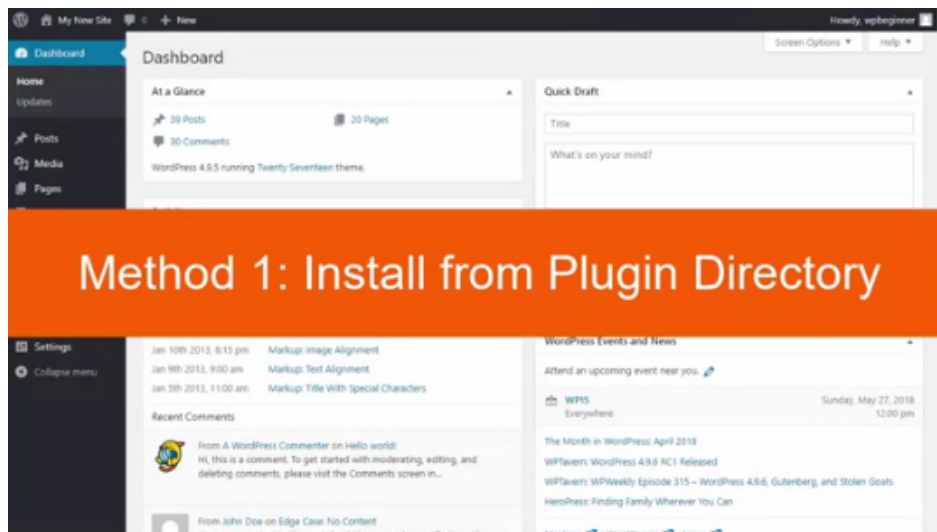 My New Site 0 New Howdy, wpbeginner
Screen Options Help
Dashboard
Home
Updates
Posts
Media
Pages
Settings
Collapse menu
Dashboard
At a Glance
39 Posts 20 Pages
30 Comments
WordPress 4.9.5 running Twenty Seventeen theme.
Quick Draft
Title
What's on your mind?
Method 1: Install from Plugin Directory
Jan 10th 2013, 6:15 pm Markup: Image Alignment
Jan 9th 2013, 9:00 am Markup: Text Alignment
Jan 5th 2013, 11:00 am Markup: Title With Special Characters
Recent Comments
From A WordPress Commenter on Hello world!
Hi, this is a comment. To get started with moderating, editing, and
deleting comments, please visit the Comments screen in...
From John Doe on Edge Case: No Content
WordPress Events and News
Attend an upcoming event near you.
WP15 Sunday, May 27, 2018
Everywhere 12:00 pm
The Month in WordPress: April 2018
WPTavern: WordPress 4.9.6 RC1 Released
WPTavern: WPWeekly Episode 315 – WordPress 4.9.6, Gutenberg, and Stolen Goats
HeroPress: Finding Family Wherever You Can